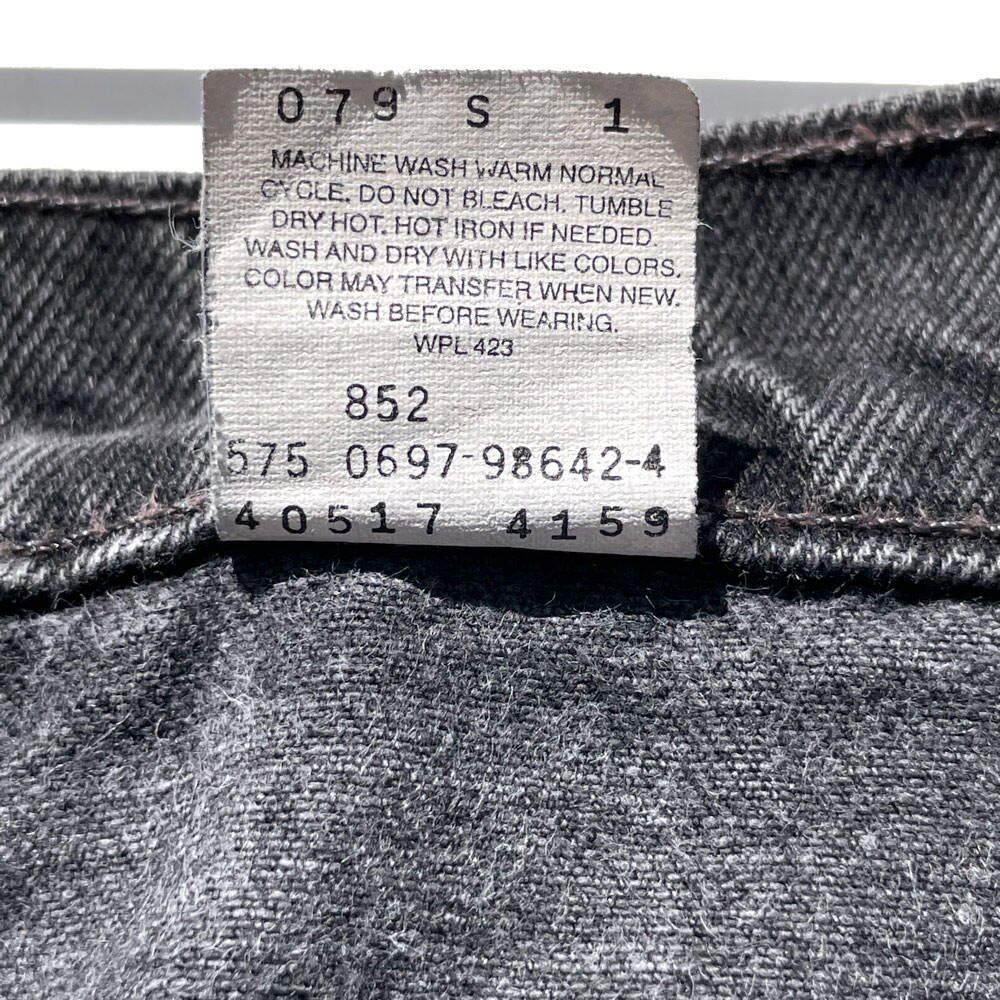 079 S 1
MACHINE WASH WARM NORMAL
CYCLE. DO NOT BLEACH. TUMBLE
DRY HOT. HOT IRON IF NEEDED.
WASH AND DRY WITH LIKE COLORS.
COLOR MAY TRANSFER WHEN NEW.
WASH BEFORE WEARING.
WPL 423
852
575 0697-98642-4
40517 4159